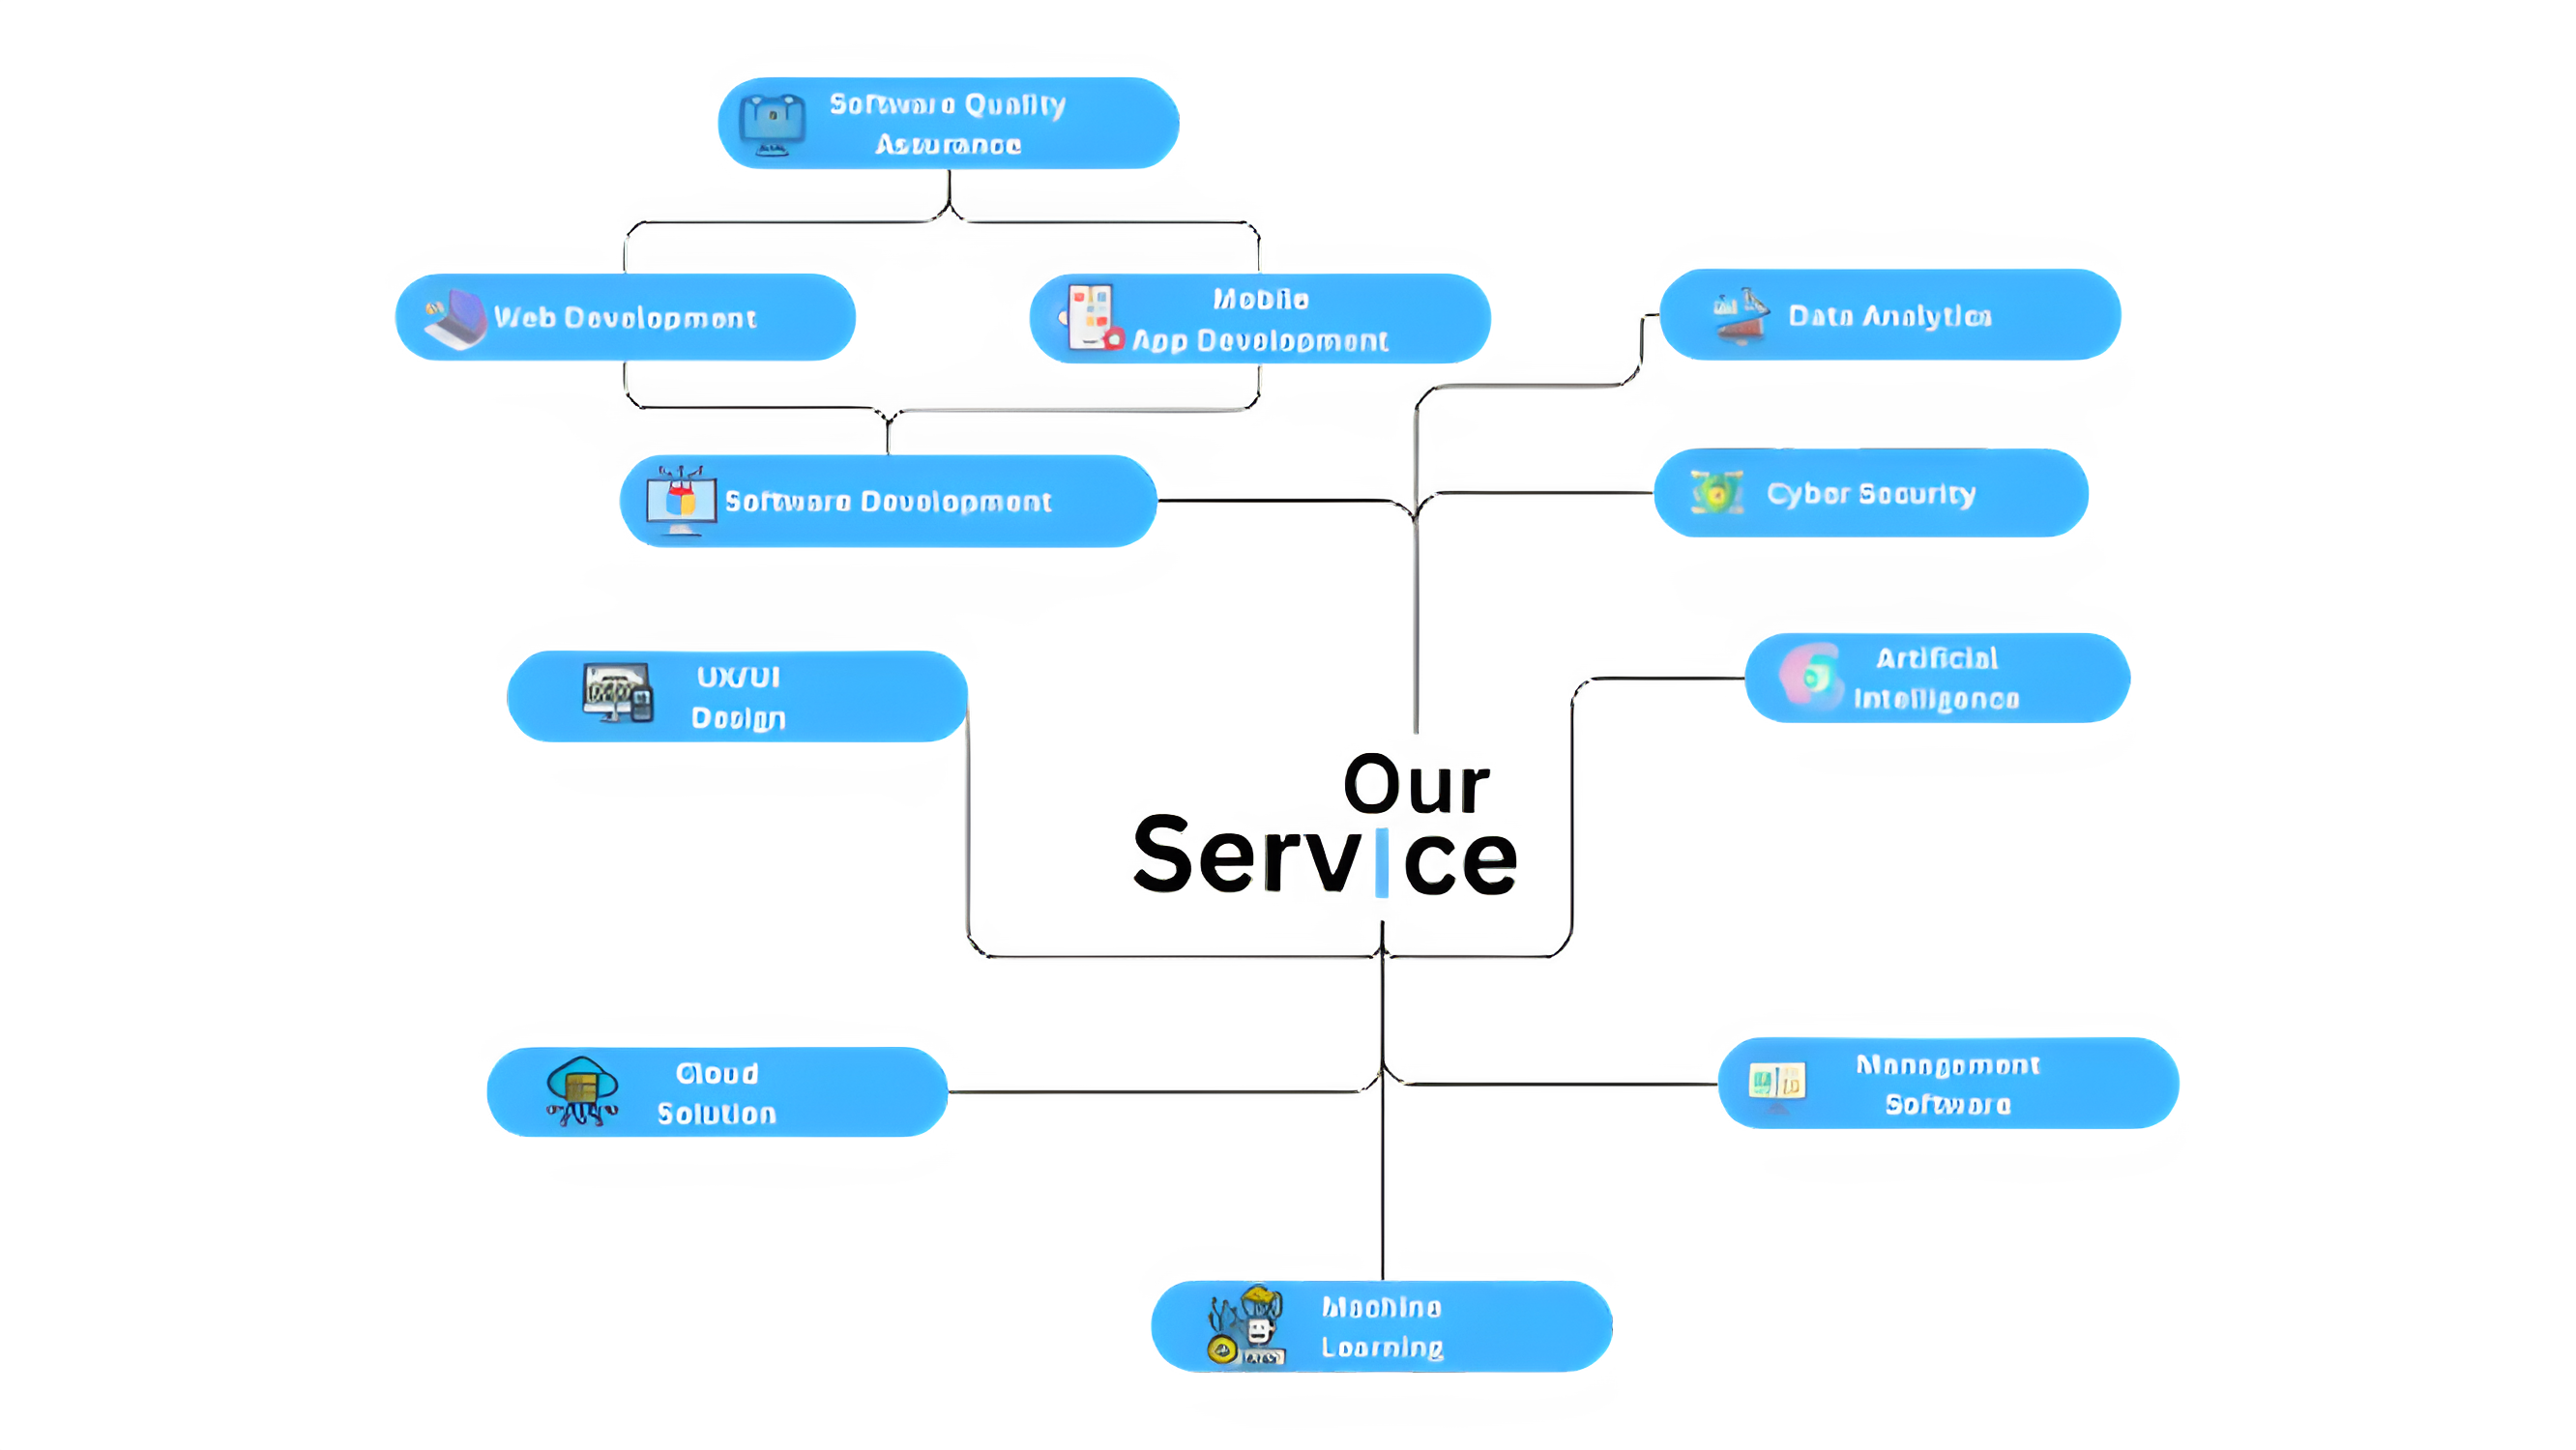 Software Quality
Assurance
Web Development
Mobile
App Development
Data Analytics
Software Development
Cyber Security
UX/UI
Design
Artificial
Intelligence
Our
Service
Cloud
Solution
Management
Software
Machine
Learning